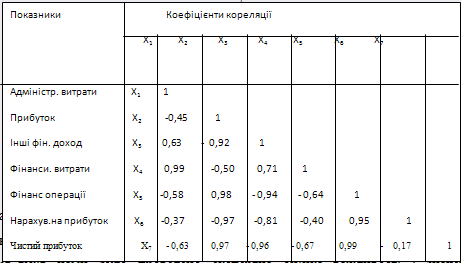 Показники Коефіцієнти кореляції
X1 X2 X3 X4 X5 X6 X7
Адміністр. витрати X1 1
Прибуток X2 -0,45 1
Інші фін. доход X3 0,63 - 0,92 1
Фінанси. витрати X4 0,99 -0,50 0,71 1
Фінанс операції X5 -0,58 0,98 - 0,94 - 0,64 1
Нарахув.на прибуток X6 -0,37 -0,97 -0,81 -0,40 0,95 1
Чистий прибуток X7 - 0,63 0,97 - 0,96 - 0,67 0,99 - 0,17 1